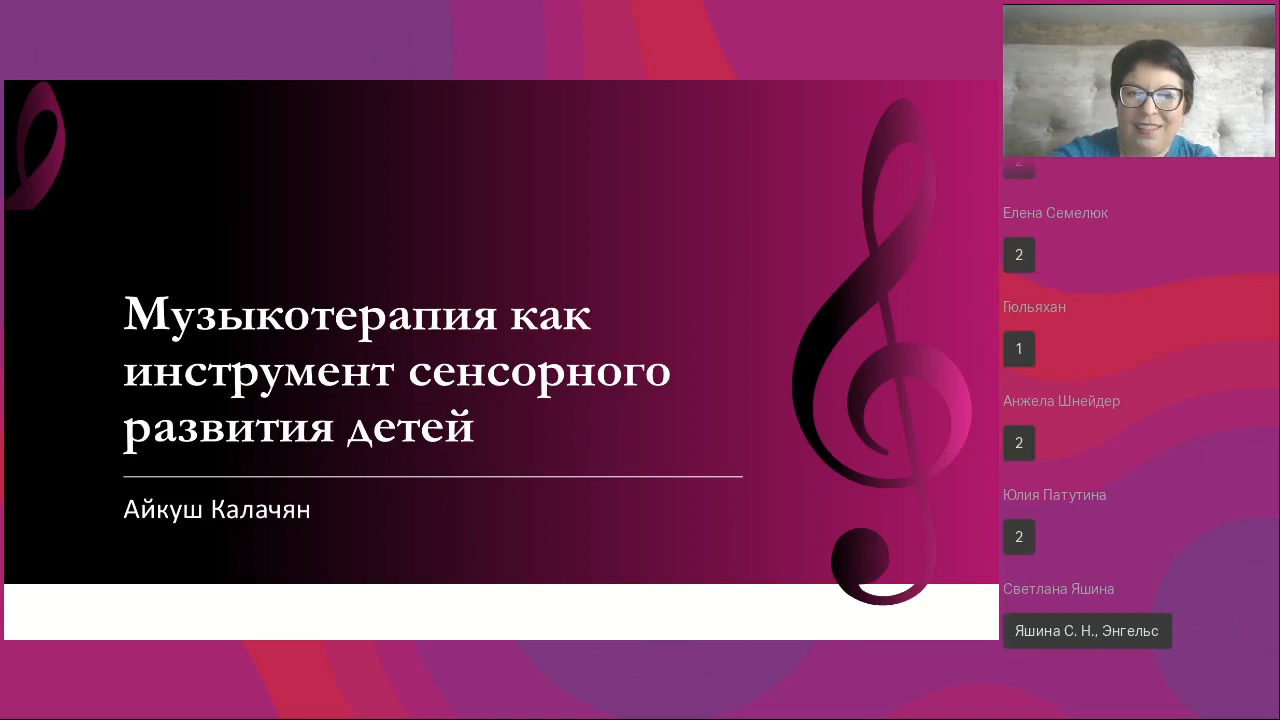 Музыкотерапия как
инструмент сенсорного
развития детей
Айкуш Калачян
2
Елена Семелюк
2
Гюльяхан
1
Анжела Шнейдер
2
Юлия Патутина
2
Светлана Яшина
Яшина С. Н., Энгельс